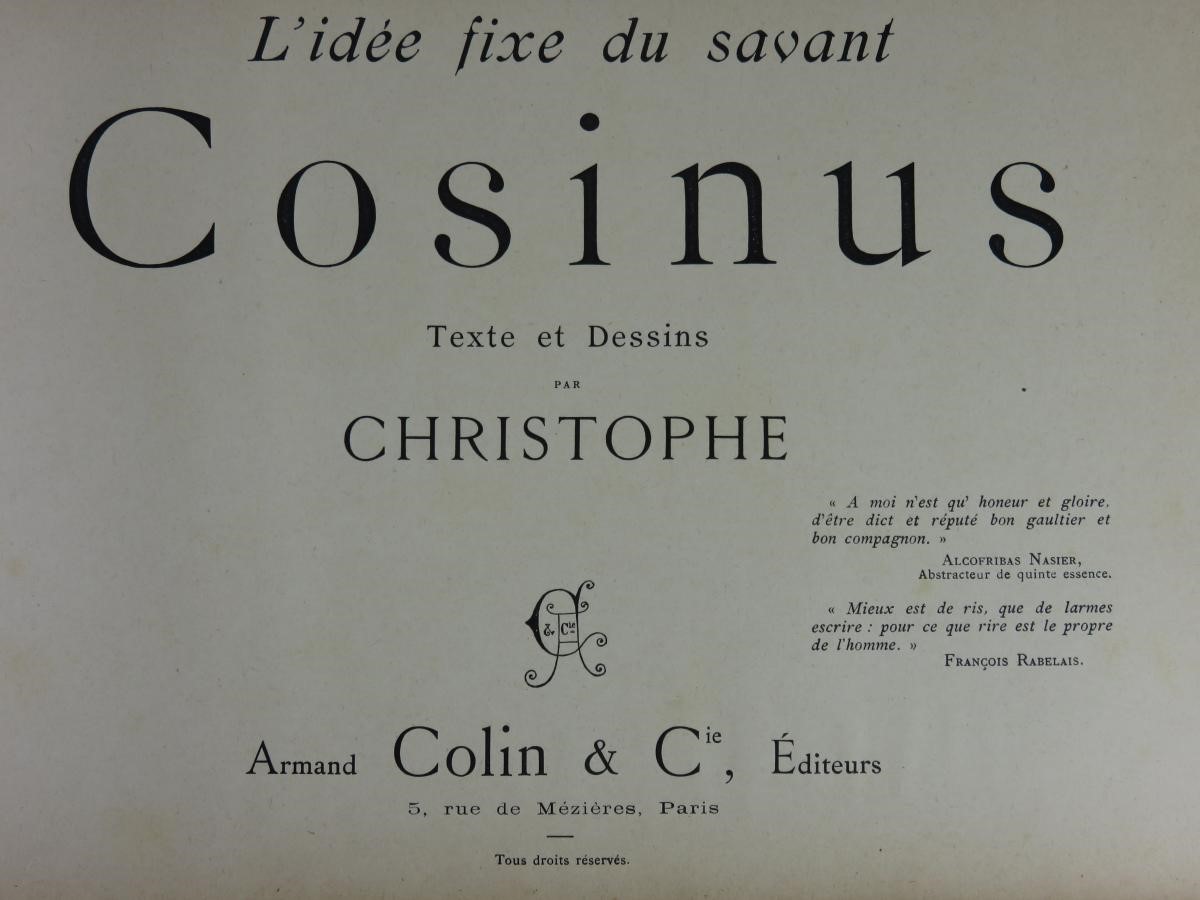 L'idée fixe du savant
Cosinus
Texte et Dessins
PAR
CHRISTOPHE
« A moi n'est qu' honneur et gloire,
d'être dict et réputé bon gaultier et
bon compagnon. »
ALCOFRIBAS NASIER,
Abstracteur de quinte essence.
« Mieux est de ris, que de larmes
escrire : pour ce que rire est le propre
de l'homme. »
FRANÇOIS RABELAIS.
& Cie
Armand Colin & Cie, Éditeurs
5, rue de Mézières, Paris
Tous droits réservés.